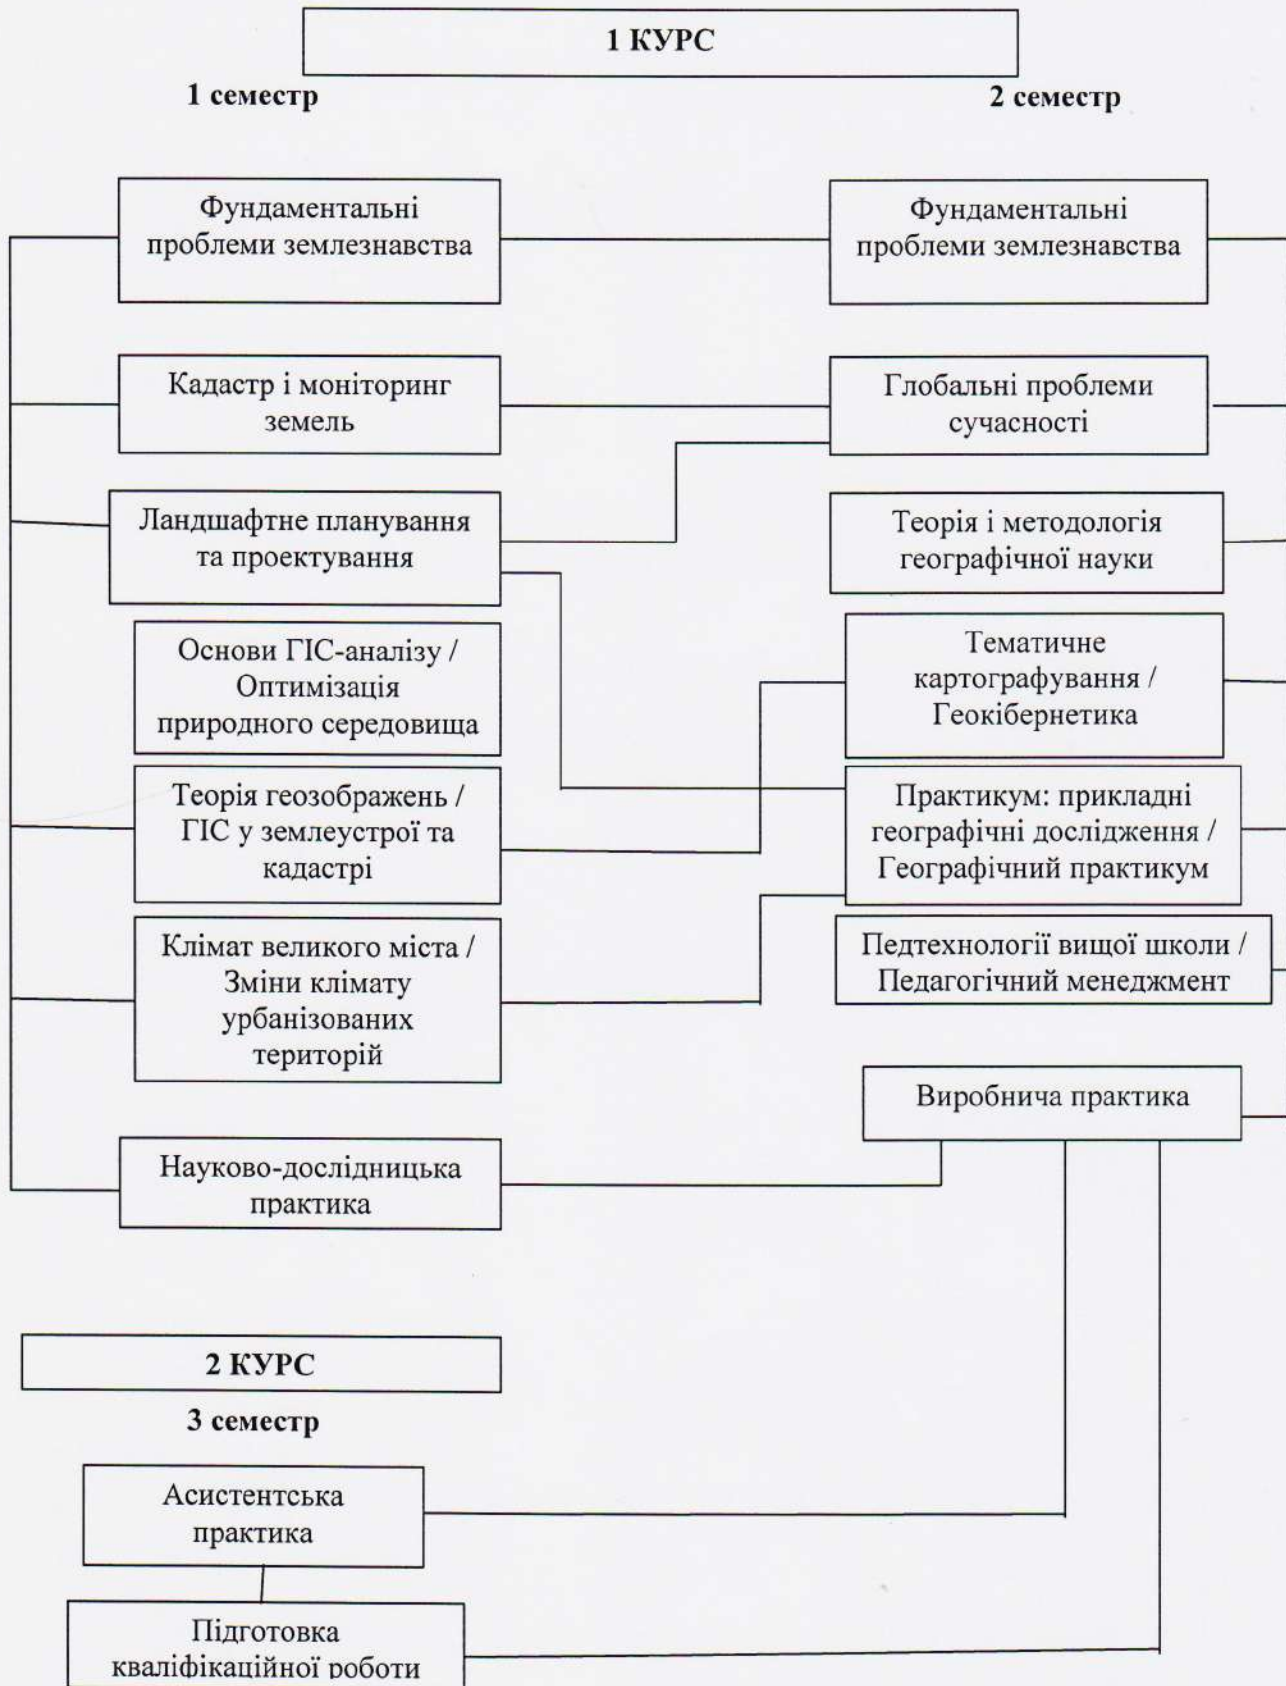 1 КУРС
1 семестр
2 семестр
Фундаментальні
проблеми землезнавства
Фундаментальні
проблеми землезнавства
Кадастр і моніторинг
земель
Глобальні проблеми
сучасності
Ландшафтне планування
та проектування
Теорія і методологія
географічної науки
Основи ГІС-аналізу /
Оптимізація
природного середовища
Тематичне
картографування /
Геокібернетика
Теорія геозображень /
ГІС у землеустрої та
кадастрі
Практикум: прикладні
географічні дослідження /
Географічний практикум
Клімат великого міста /
Зміни клімату
урбанізованих
територій
Педтехнології вищої школи /
Педагогічний менеджмент
Виробнича практика
Науково-дослідницька
практика
2 КУРС
3 семестр
Асистентська
практика
Підготовка
кваліфікаційної роботи